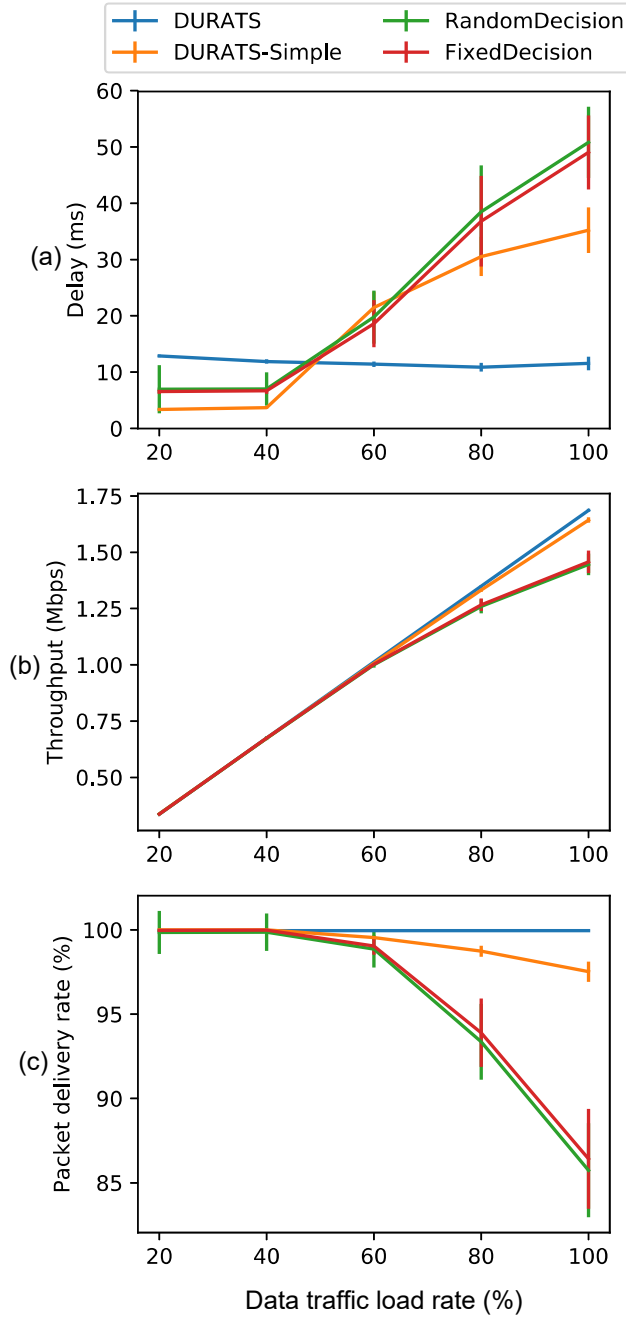 DURATS
DURATS-Simple
RandomDecision
FixedDecision
(a)
Delay (ms)
60
50
40
30
20
10
0
20 40 60 80 100
(b)
Throughput (Mbps)
1.75
1.50
1.25
1.00
0.75
0.50
20 40 60 80 100
(c)
Packet delivery rate (%)
100
95
90
85
20 40 60 80 100
Data traffic load rate (%)